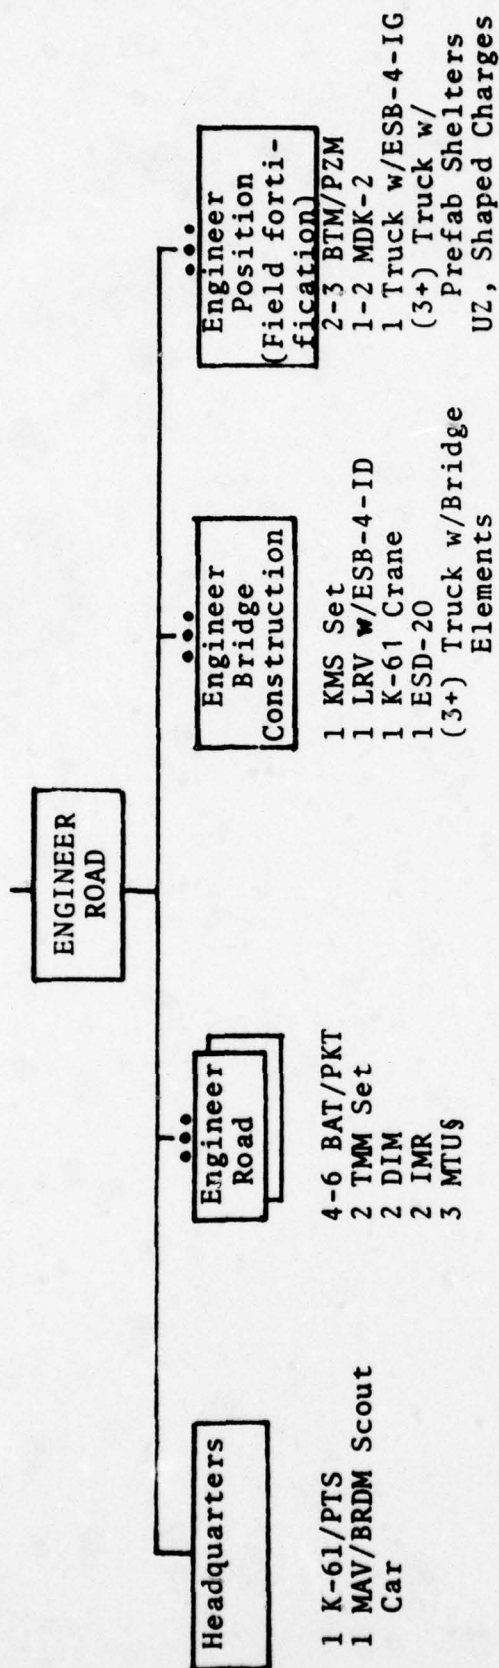 ENGINEER
ROAD
Headquarters
1 K-61/PTS
1 MAV/BRDM Scout
Car
Engineer
Road
4-6 BAT/PKT
2 TMM Set
2 DIM
2 IMR
3 MTU§
Engineer
Bridge
Construction
1 KMS Set
1 LRV w/ESB-4-ID
1 K-61 Crane
1 ESD-20
(3+) Truck w/Bridge
Elements
Engineer
Position
(Field forti-
fication)
2-3 BTM/PZM
1-2 MDK-2
1 Truck w/ESB-4-IG
(3+) Truck w/
Prefab Shelters
UZ, Shaped Charges